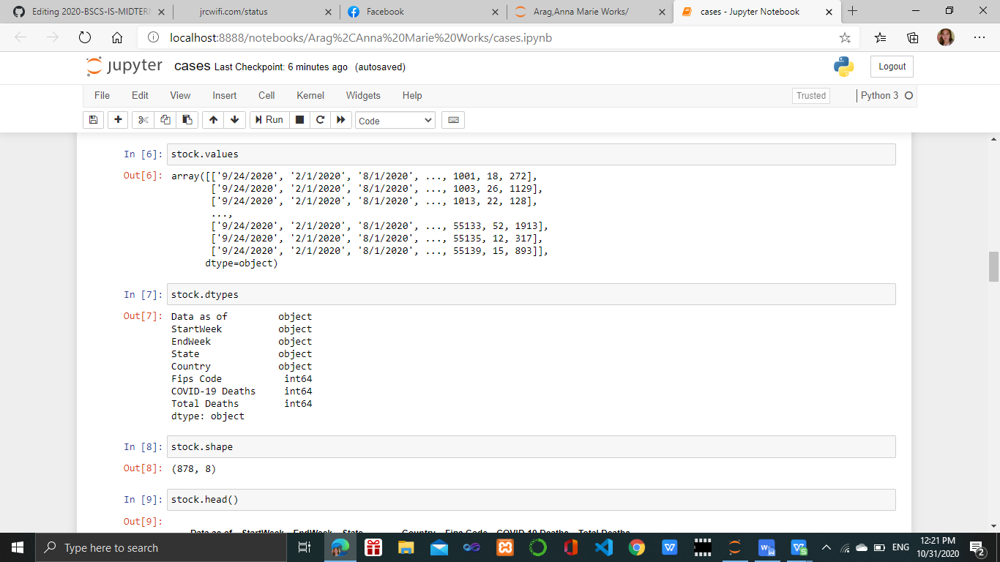 Editing 2020-BSCS-IS-MIDTER
jrcwifi.com/status
Facebook
Arag,Anna Marie Works/
cases - Jupyter Notebook
localhost:8888/notebooks/Arag%2CAnna%20Marie%20Works/cases.ipynb
jupyter cases Last Checkpoint: 6 minutes ago (autosaved)
Logout
File Edit View Insert Cell Kernel Widgets Help
Trusted
Python 3
Run
Code
In [6]: stock.values
Out[6]: array([['9/24/2020', '2/1/2020', '8/1/2020', ..., 1001, 18, 272],
['9/24/2020', '2/1/2020', '8/1/2020', ..., 1003, 26, 1129],
['9/24/2020', '2/1/2020', '8/1/2020', ..., 1013, 22, 128],
...,
['9/24/2020', '2/1/2020', '8/1/2020', ..., 55133, 52, 1913],
['9/24/2020', '2/1/2020', '8/1/2020', ..., 55135, 12, 317],
['9/24/2020', '2/1/2020', '8/1/2020', ..., 55139, 15, 893]],
dtype=object)
In [7]: stock.dtypes
Out[7]: Data as of object
StartWeek object
EndWeek object
State object
Country object
Fips Code int64
COVID-19 Deaths int64
Total Deaths int64
dtype: object
In [8]: stock.shape
Out[8]: (878, 8)
In [9]: stock.head()
Out[9]:
Data as of StartWeek EndWeek State Country Fips Code COVID-19 Deaths Total Deaths
Type here to search
ENG
12:21 PM
10/31/2020
2